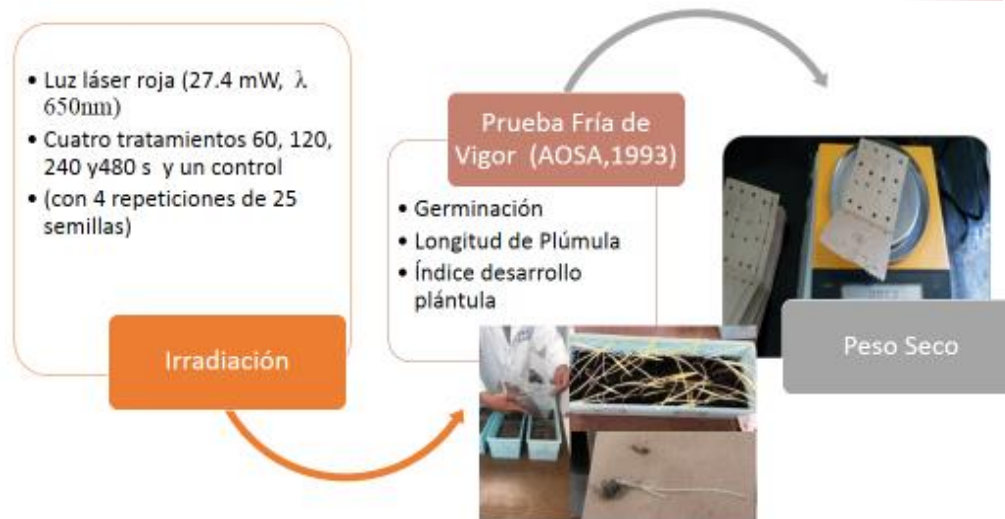 • Luz láser roja (27.4 mW, λ
650nm)
• Cuatro tratamientos 60, 120,
240 y480 s y un control
• (con 4 repeticiones de 25
semillas)
Irradiación
Prueba Fría de
Vigor (AOSA,1993)
• Germinación
• Longitud de Plúmula
• Índice desarrollo
plántula
Peso Seco